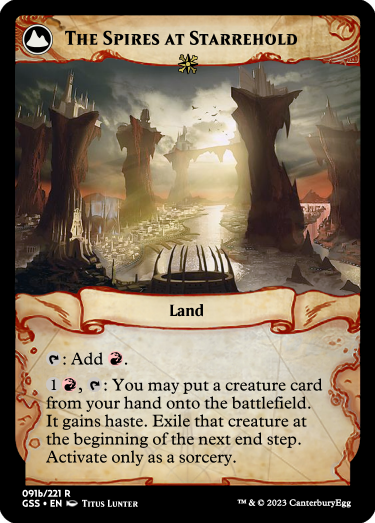 The Spires at Starrehold
Land
: Add .
1 , : You may put a creature card
from your hand onto the battlefield.
It gains haste. Exile that creature at
the beginning of the next end step.
Activate only as a sorcery.
091b/221 R
GSS • EN Titus Lunter
™ & © 2023 CanterburyEgg